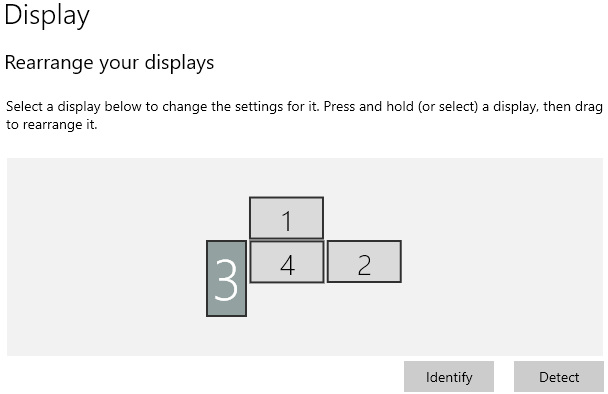 Display
Rearrange your displays
Select a display below to change the settings for it. Press and hold (or select) a display, then drag
to rearrange it.
1
3
4
2
Identify
Detect